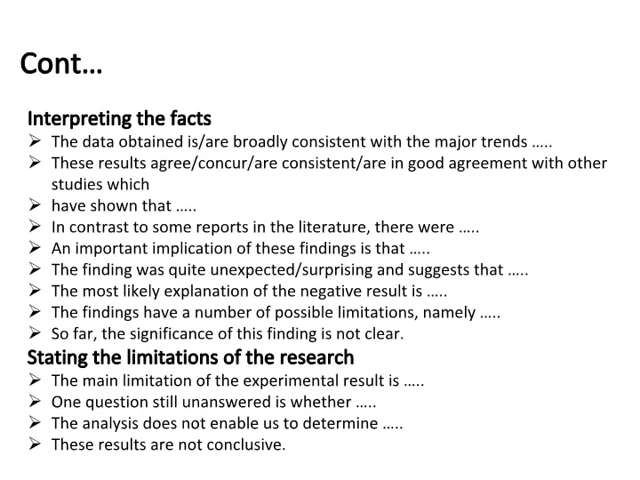 Cont...
Interpreting the facts
➢ The data obtained is/are broadly consistent with the major trends …..
➢ These results agree/concur/are consistent/are in good agreement with other
studies which
➢ have shown that …..
➢ In contrast to some reports in the literature, there were …..
➢ An important implication of these findings is that …..
➢ The finding was quite unexpected/surprising and suggests that …..
➢ The most likely explanation of the negative result is …..
➢ The findings have a number of possible limitations, namely …..
➢ So far, the significance of this finding is not clear.
Stating the limitations of the research
➢ The main limitation of the experimental result is …..
➢ One question still unanswered is whether …..
➢ The analysis does not enable us to determine …..
➢ These results are not conclusive.